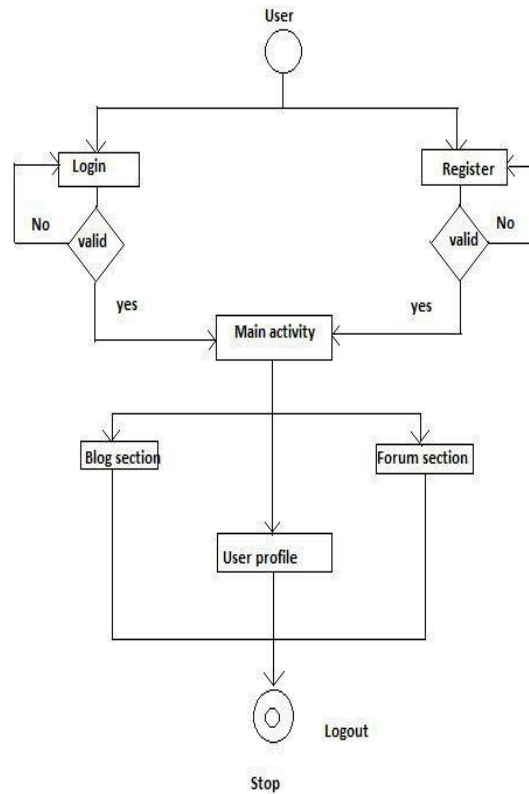 User
Login
Register
No
valid
valid
No
yes
yes
Main activity
Blog section
Forum section
User profile
Logout
Stop